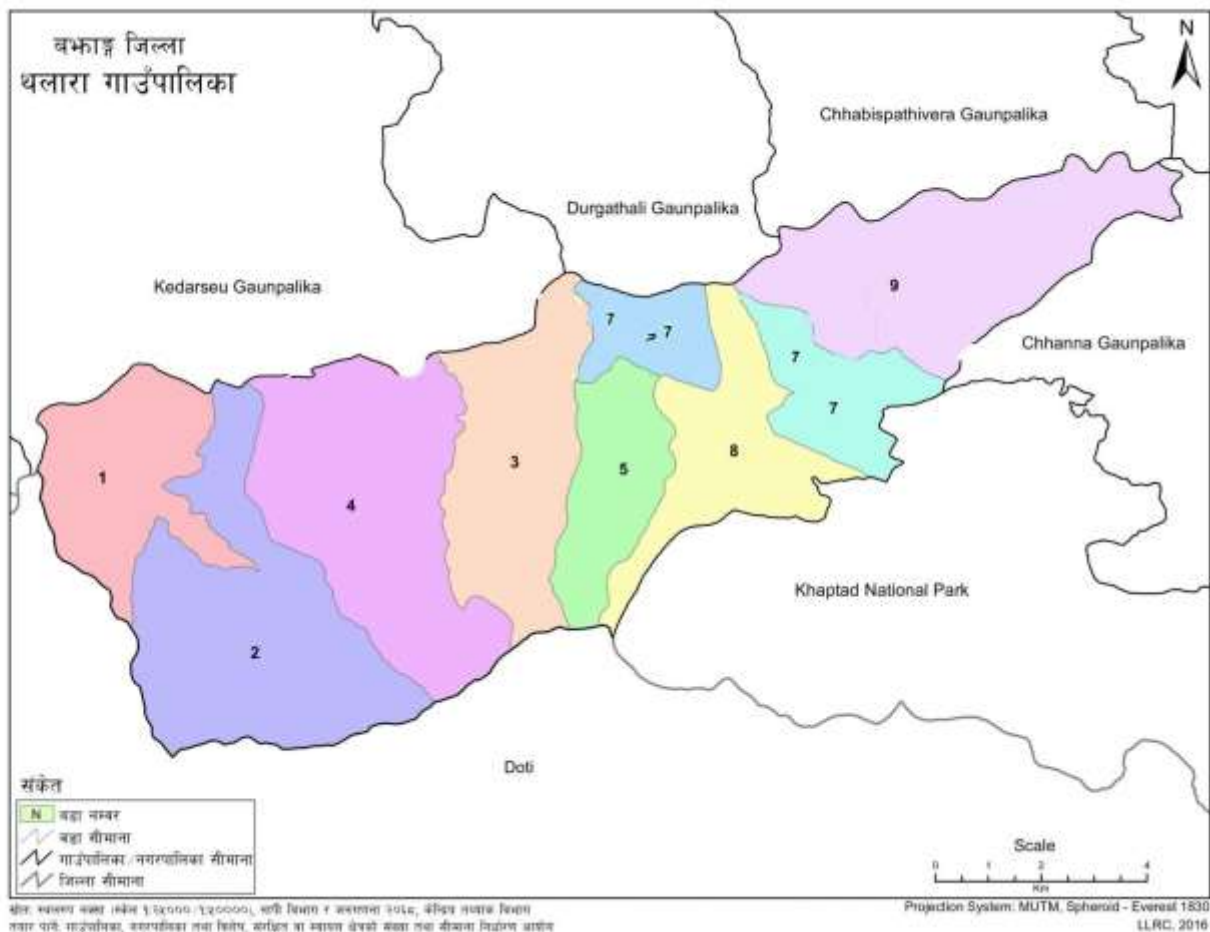 बझाङ्ग जिल्ला
थलारा गाउँपालिका
N
Chhabispathivera Gaunpalika
Durgathali Gaunpalika
Kedarseu Gaunpalika
9
7
7
Chhanna Gaunpalika
7
7
1
3
5
8
4
Khaptad National Park
2
Doti
संकेत
N वडा नम्बर
वडा सीमाना
गाउंपालिका/नगरपालिका सीमाना
जिल्ला सीमाना
Scale
0 1 2 4
Km
Projection System: MUTM, Spheroid - Everest 1830
LLRC, 2016